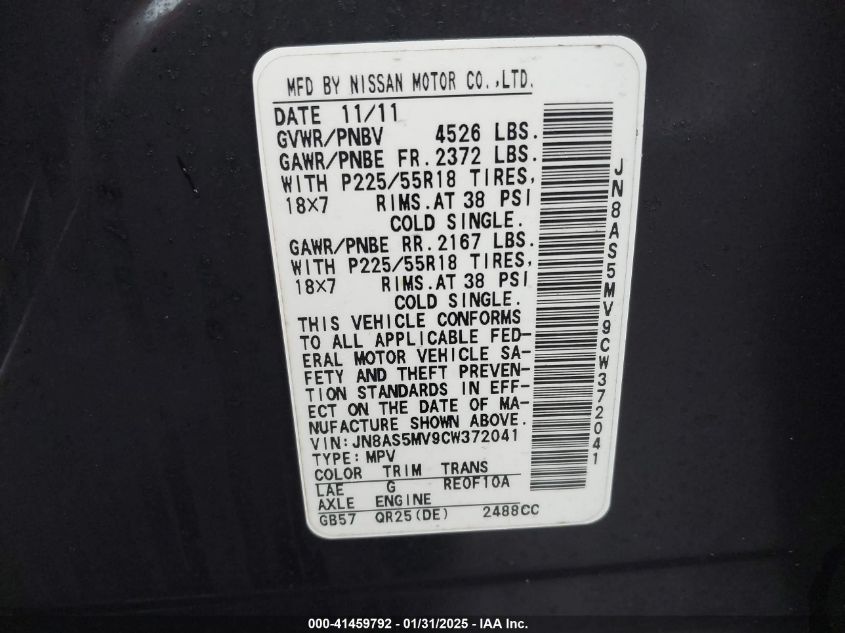 MFD BY NISSAN MOTOR CO.,LTD.
DATE 11/11
GVWR/PNBV 4526 LBS.
GAWR/PNBE FR. 2372 LBS.
WITH P225/55R18 TIRES,
18X7 RIMS. AT 38 PSI
COLD SINGLE.
GAWR/PNBE RR. 2167 LBS.
WITH P225/55R18 TIRES,
18X7 RIMS. AT 38 PSI
COLD SINGLE.
THIS VEHICLE CONFORMS
TO ALL APPLICABLE FED-
ERAL MOTOR VEHICLE SA-
FETY AND THEFT PREVEN-
TION STANDARDS IN EFF-
ECT ON THE DATE OF MA-
NUFACTURE SHOWN ABOVE.
VIN: JN8AS5MV9CW372041
TYPE: MPV
COLOR TRIM TRANS
LAE G RE0F10A
AXLE ENGINE
GB57 QR25(DE) 2488CC
JN8AS5MV9CW372041
000-41459792 - 01/31/2025 - IAA Inc.